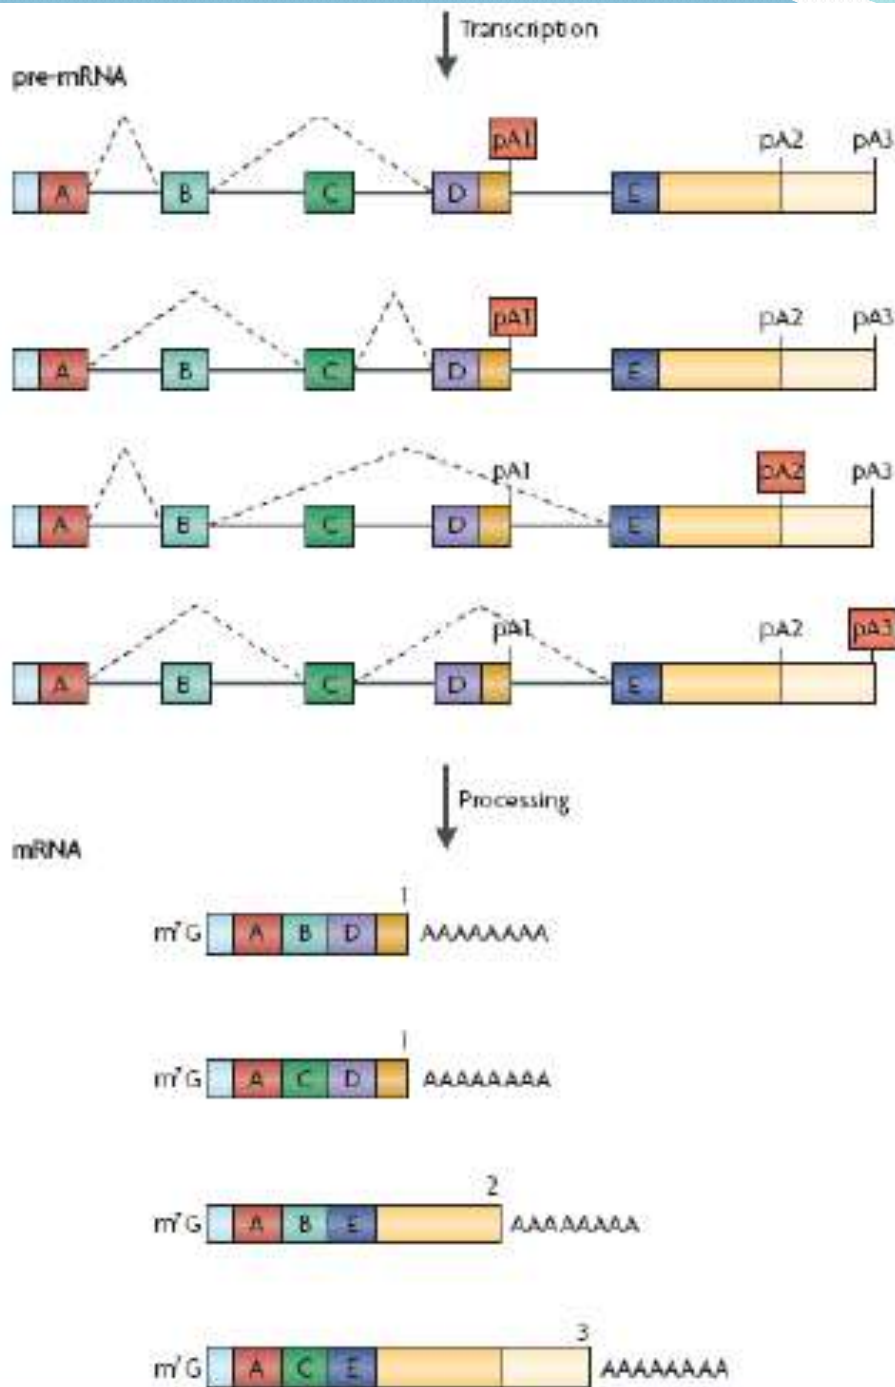 Transcription
pre-mRNA
pA1 pA2 pA3
A B C D E
pA1 pA2 pA3
A B C D E
pA1 pA2 pA3
A B C D E
pA1 pA2 pA3
A B C D E
Processing
mRNA
1
m⁷G A B D AAAAAAAA
1
m⁷G A C D AAAAAAAA
2
m⁷G A B E AAAAAAAA
3
m⁷G A C E AAAAAAAA